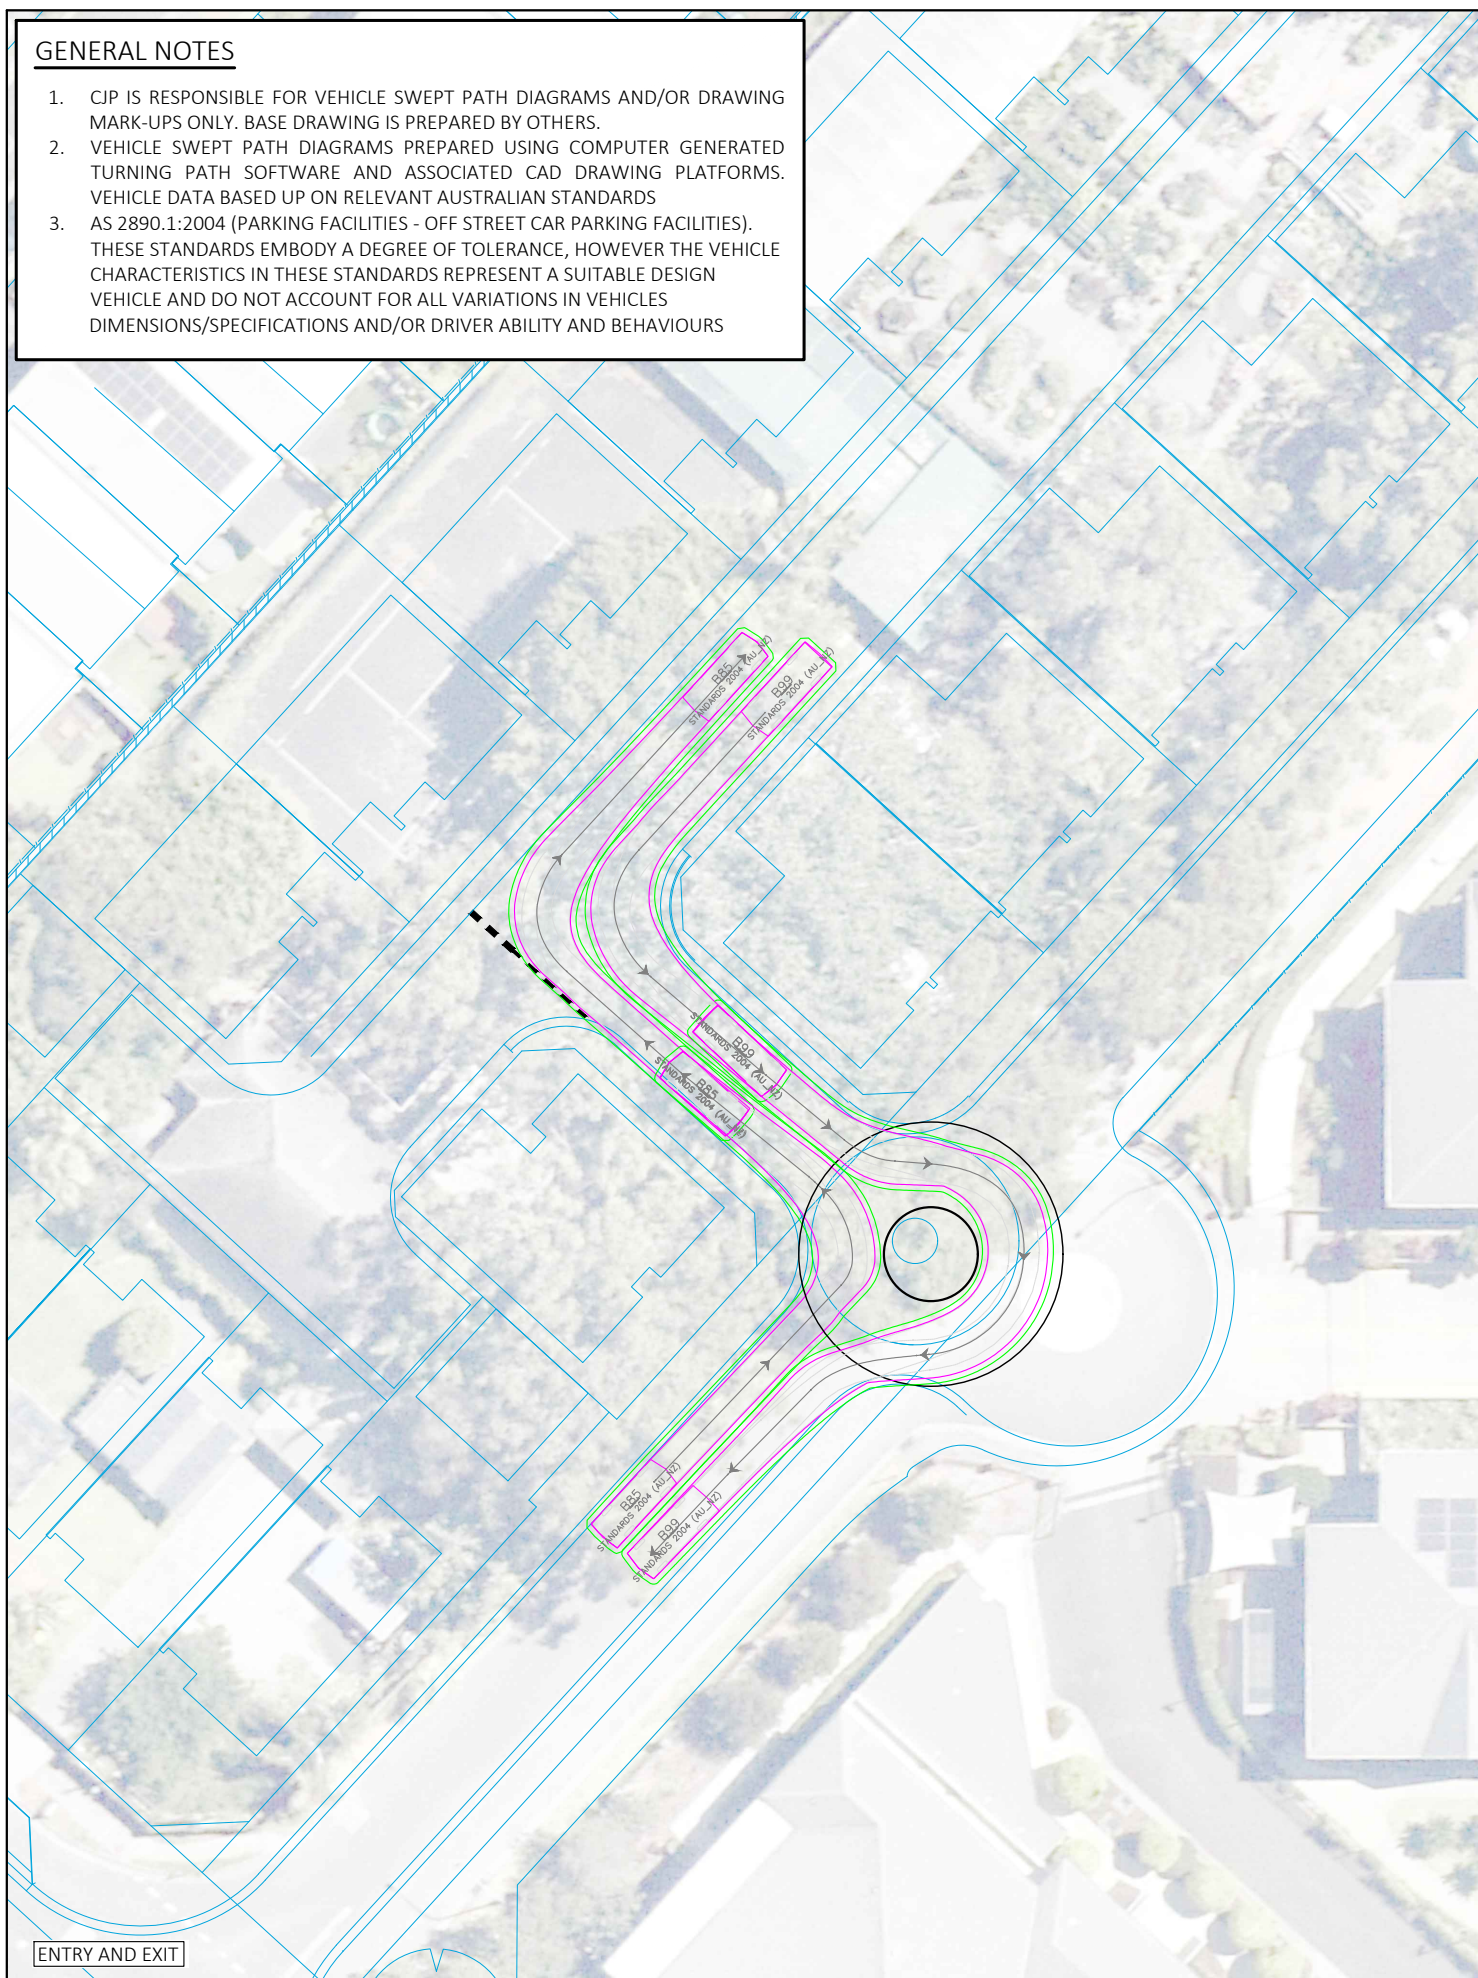 GENERAL NOTES
1. CJP IS RESPONSIBLE FOR VEHICLE SWEPT PATH DIAGRAMS AND/OR DRAWING
MARK-UPS ONLY. BASE DRAWING IS PREPARED BY OTHERS.
2. VEHICLE SWEPT PATH DIAGRAMS PREPARED USING COMPUTER GENERATED
TURNING PATH SOFTWARE AND ASSOCIATED CAD DRAWING PLATFORMS.
VEHICLE DATA BASED UP ON RELEVANT AUSTRALIAN STANDARDS
3. AS 2890.1:2004 (PARKING FACILITIES - OFF STREET CAR PARKING FACILITIES).
THESE STANDARDS EMBODY A DEGREE OF TOLERANCE, HOWEVER THE VEHICLE
CHARACTERISTICS IN THESE STANDARDS REPRESENT A SUITABLE DESIGN
VEHICLE AND DO NOT ACCOUNT FOR ALL VARIATIONS IN VEHICLES
DIMENSIONS/SPECIFICATIONS AND/OR DRIVER ABILITY AND BEHAVIOURS
B85
STANDARDS 2004 (AU_NZ)
B99
STANDARDS 2004 (AU_NZ)
B99
STANDARDS 2004 (AU_NZ)
B85
STANDARDS 2004 (AU_NZ)
B85
STANDARDS 2004 (AU_NZ)
B99
STANDARDS 2004 (AU_NZ)
ENTRY AND EXIT